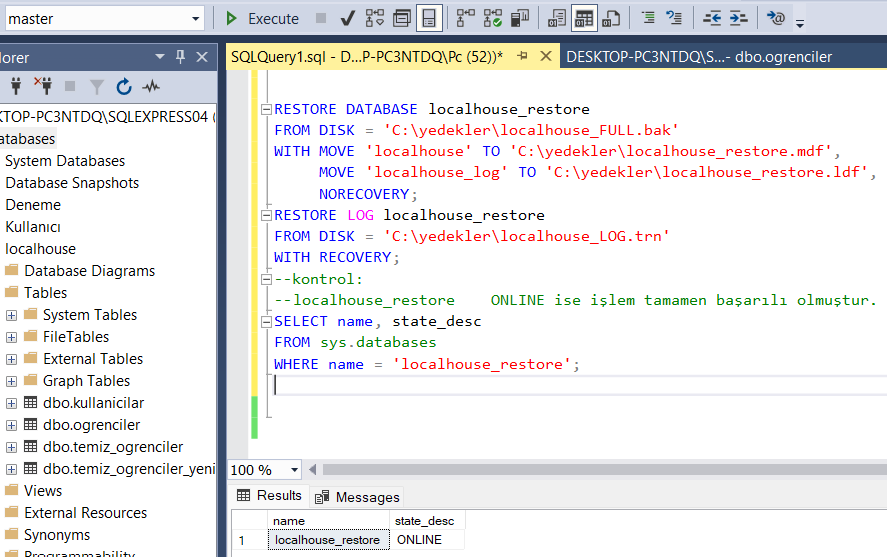 master
Execute
SQLQuery1.sql - D...P-PC3NTDQ\Pc (52))*
DESKTOP-PC3NTDQ\S...- dbo.ogrenciler
lorer
KTOP-PC3NTDQ\SQLEXPRESS04 (
atabases
System Databases
Database Snapshots
Deneme
Kullanıcı
localhouse
Database Diagrams
Tables
System Tables
FileTables
External Tables
Graph Tables
dbo.kullanicilar
dbo.ogrenciler
dbo.temiz_ogrenciler
dbo.temiz_ogrenciler_yeni
Views
External Resources
Synonyms
Programmability
RESTORE DATABASE localhouse_restore
FROM DISK = 'C:\yedekler\localhouse_FULL.bak'
WITH MOVE 'localhouse' TO 'C:\yedekler\localhouse_restore.mdf',
MOVE 'localhouse_log' TO 'C:\yedekler\localhouse_restore.ldf',
NORECOVERY;
RESTORE LOG localhouse_restore
FROM DISK = 'C:\yedekler\localhouse_LOG.trn'
WITH RECOVERY;
--kontrol:
--localhouse_restore    ONLINE ise işlem tamamen başarılı olmuştur.
SELECT name, state_desc
FROM sys.databases
WHERE name = 'localhouse_restore';
100 %
Results
Messages
name state_desc
1 localhouse_restore ONLINE